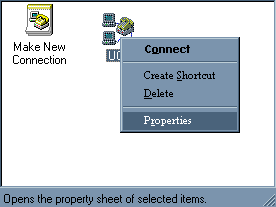 Make New
Connection
Connect
Create Shortcut
Delete
Properties
Opens the property sheet of selected items.